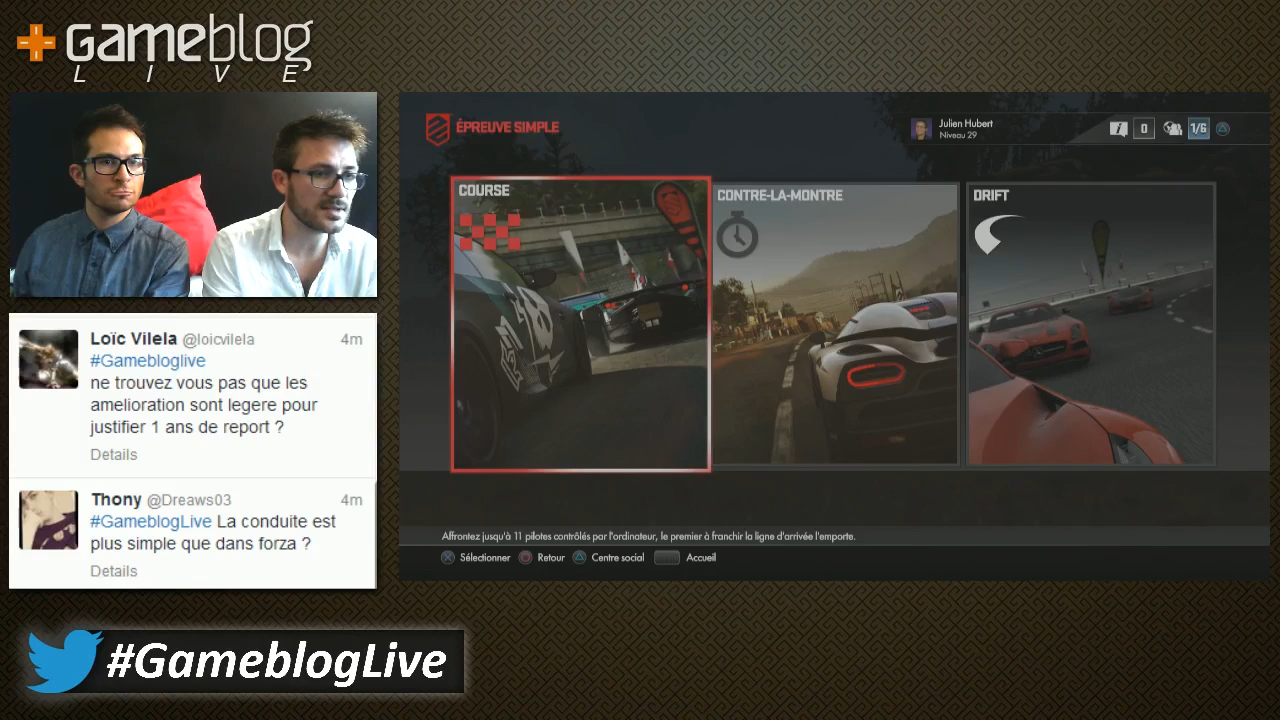 gameblog
LIVE
ÉPREUVE SIMPLE
Julien Hubert
Niveau 29
0
1/6
COURSE
CONTRE-LA-MONTRE
DRIFT
Affrontez jusqu'à 11 pilotes contrôlés par l'ordinateur, le premier à franchir la ligne d'arrivée l'emporte.
Sélectionner
Retour
Centre social
Accueil
Loïc Vilela @loicvilela 4m
#Gamebloglive
ne trouvez vous pas que les
amelioration sont legere pour
justifier 1 ans de report ?
Details
Thony @Dreaws03 4m
#GameblogLive La conduite est
plus simple que dans forza ?
Details
#GameblogLive